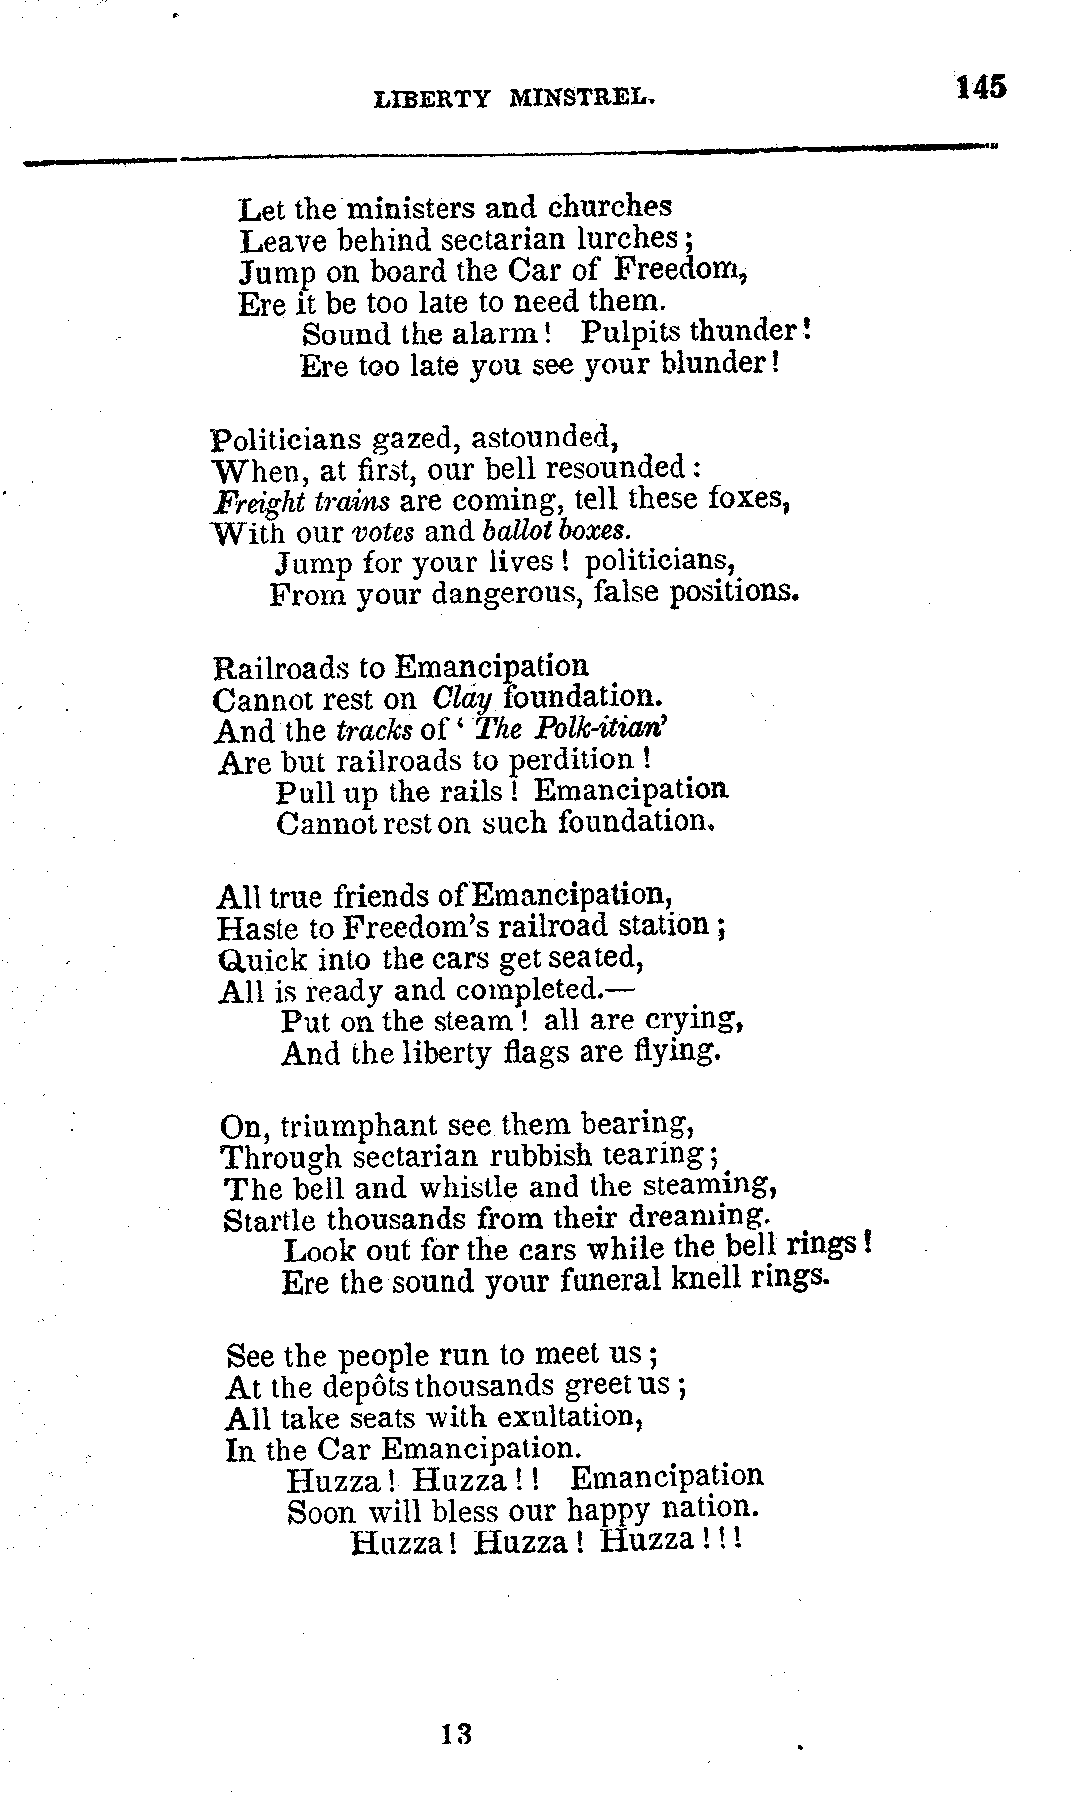 LIBERTY MINSTREL. 145
Let the ministers and churches
Leave behind sectarian lurches;
Jump on board the Car of Freedom,
Ere it be too late to need them.
Sound the alarm! Pulpits thunder!
Ere too late you see your blunder!
Politicians gazed, astounded,
When, at first, our bell resounded:
Freight trains are coming, tell these foxes,
With our votes and ballot boxes.
Jump for your lives! politicians,
From your dangerous, false positions.
Railroads to Emancipation
Cannot rest on Clay foundation.
And the tracks of ‘The Polk-itian’
Are but railroads to perdition!
Pull up the rails! Emancipation
Cannot rest on such foundation.
All true friends of Emancipation,
Haste to Freedom's railroad station;
Quick into the cars get seated,
All is ready and completed.—
Put on the steam! all are crying,
And the liberty flags are flying.
On, triumphant see them bearing,
Through sectarian rubbish tearing;
The bell and whistle and the steaming,
Startle thousands from their dreaming.
Look out for the cars while the bell rings!
Ere the sound your funeral knell rings.
See the people run to meet us;
At the depôts thousands greet us;
All take seats with exultation,
In the Car Emancipation.
Huzza! Huzza!! Emancipation
Soon will bless our happy nation.
Huzza! Huzza! Huzza!!!
13